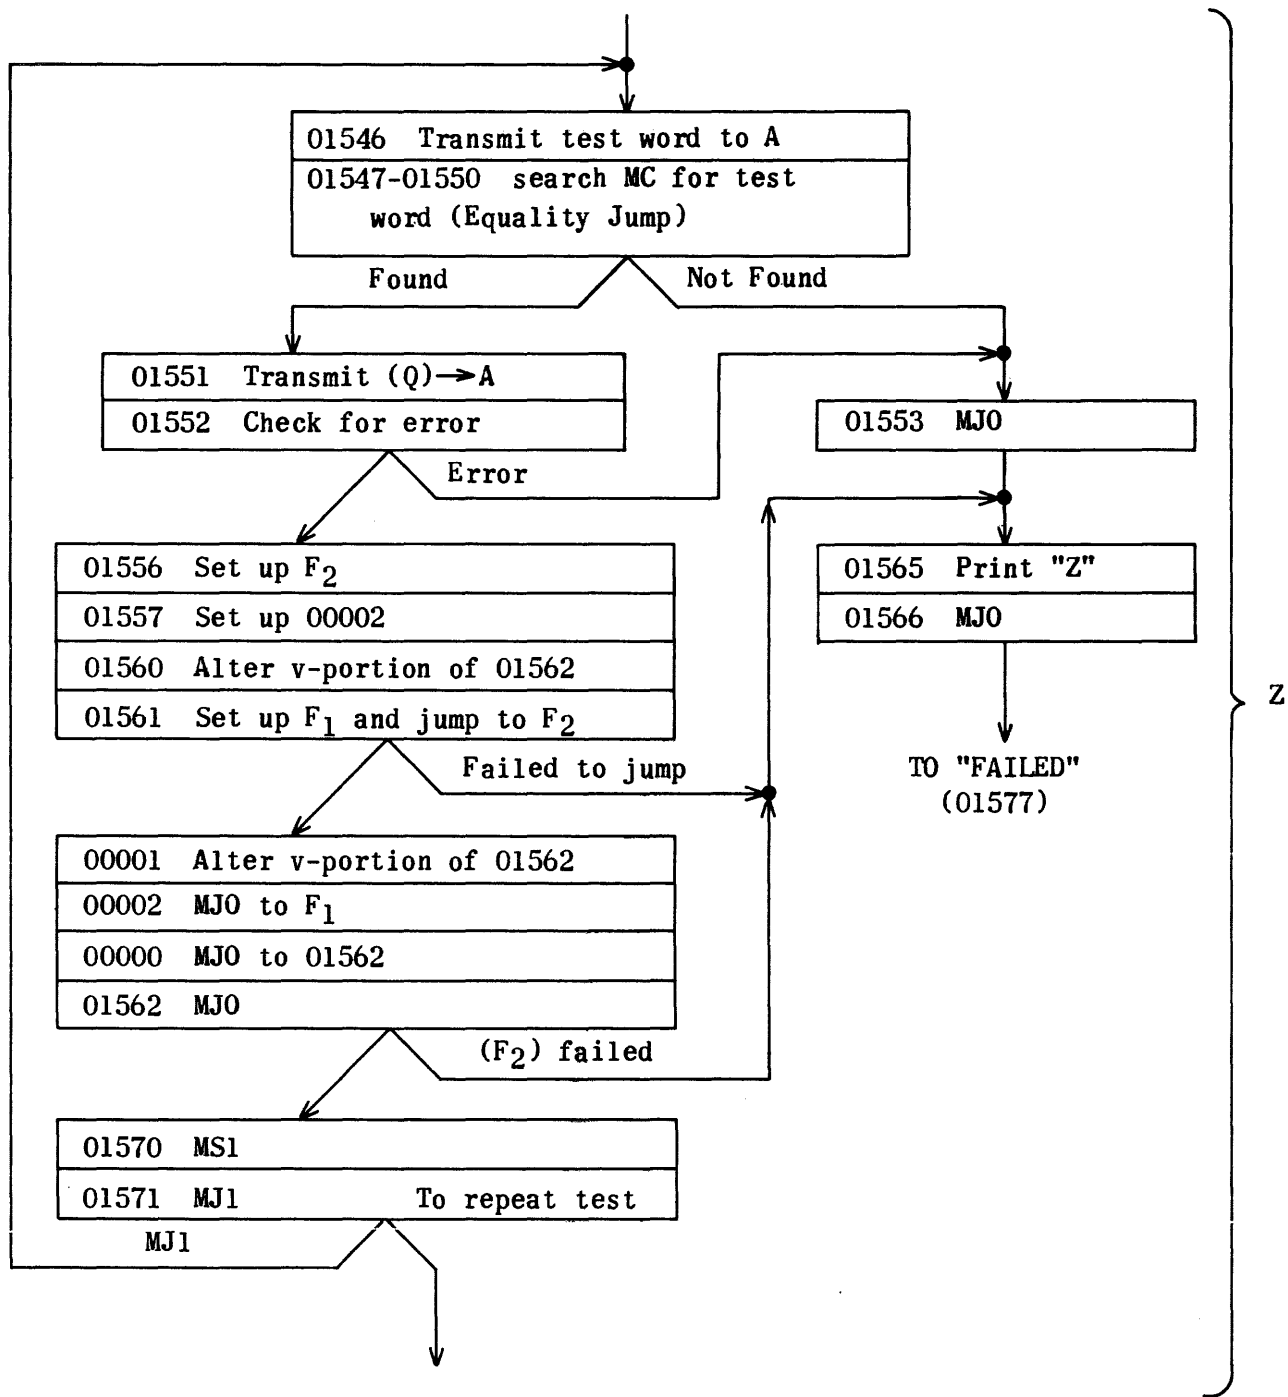 01546 Transmit test word to A
01547-01550 search MC for test
word (Equality Jump)
Found
Not Found
01551 Transmit (Q)→A
01552 Check for error
Error
01553 MJO
01556 Set up F2
01557 Set up 00002
01560 Alter v-portion of 01562
01561 Set up F1 and jump to F2
01565 Print "Z"
01566 MJO
TO "FAILED"
(01577)
Z
Failed to jump
00001 Alter v-portion of 01562
00002 MJO to F1
00000 MJO to 01562
01562 MJO
(F2) failed
01570 MS1
01571 MJ1 To repeat test
MJ1